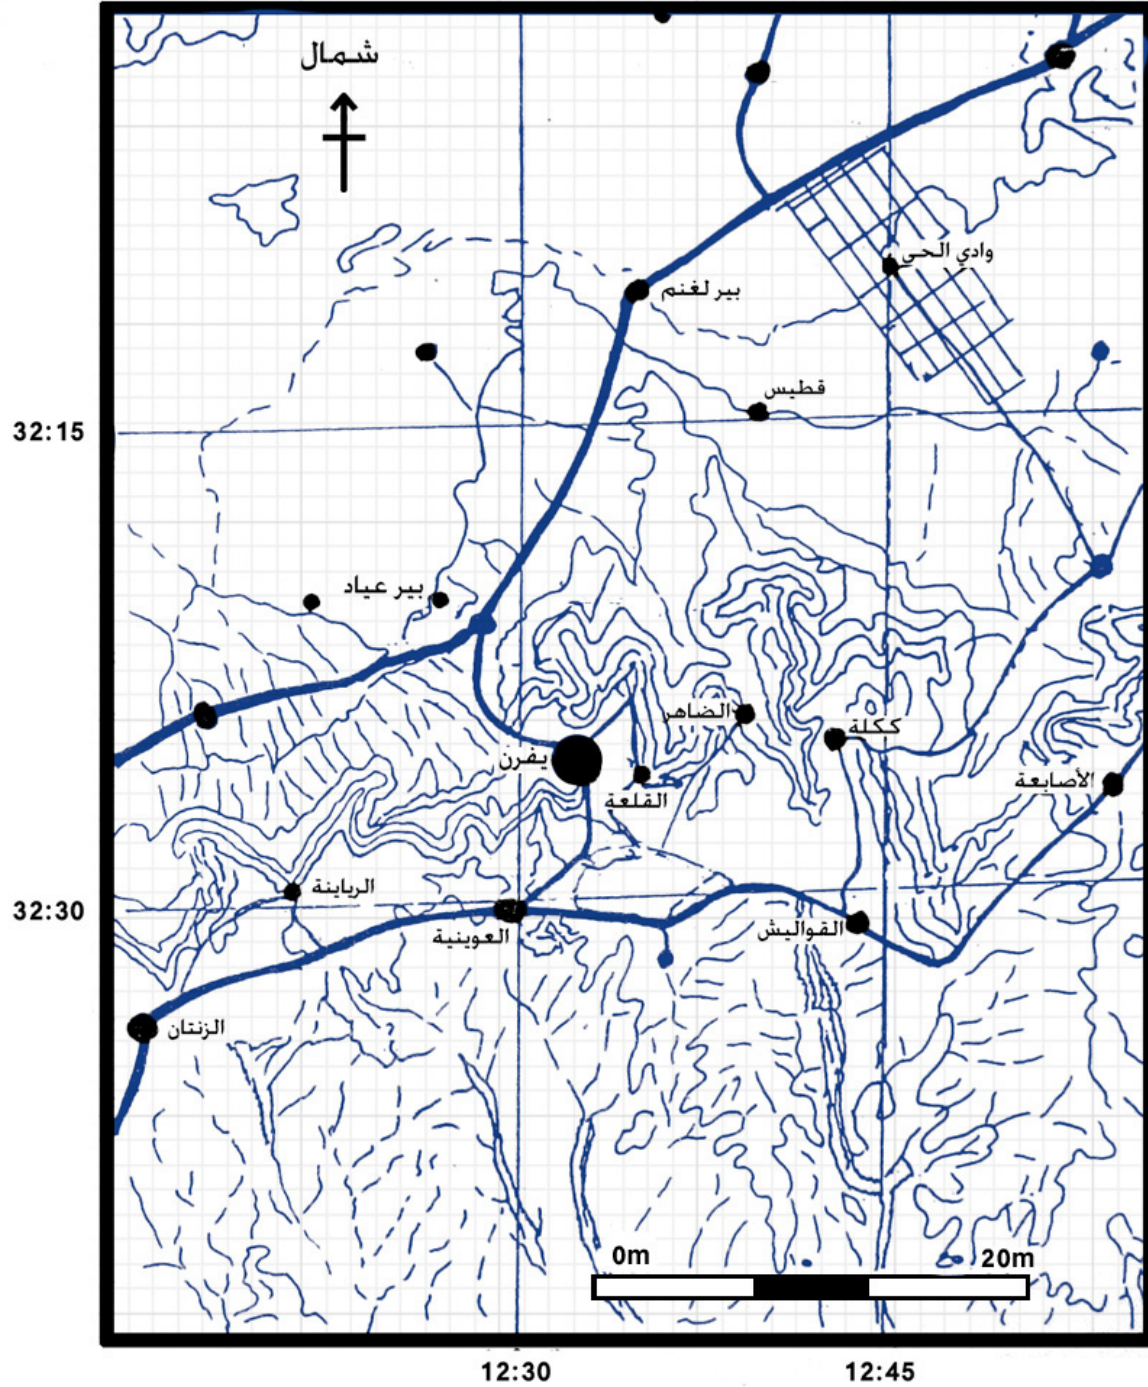 شمال
وادي الحي
بير لغنم
قطيس
32:15
بير عياد
الضاهر
ككلة
يفرن
القلعة
الأصابعة
الرياينة
32:30
القواليش
العوينية
الزنتان
0m
20m
12:30
12:45